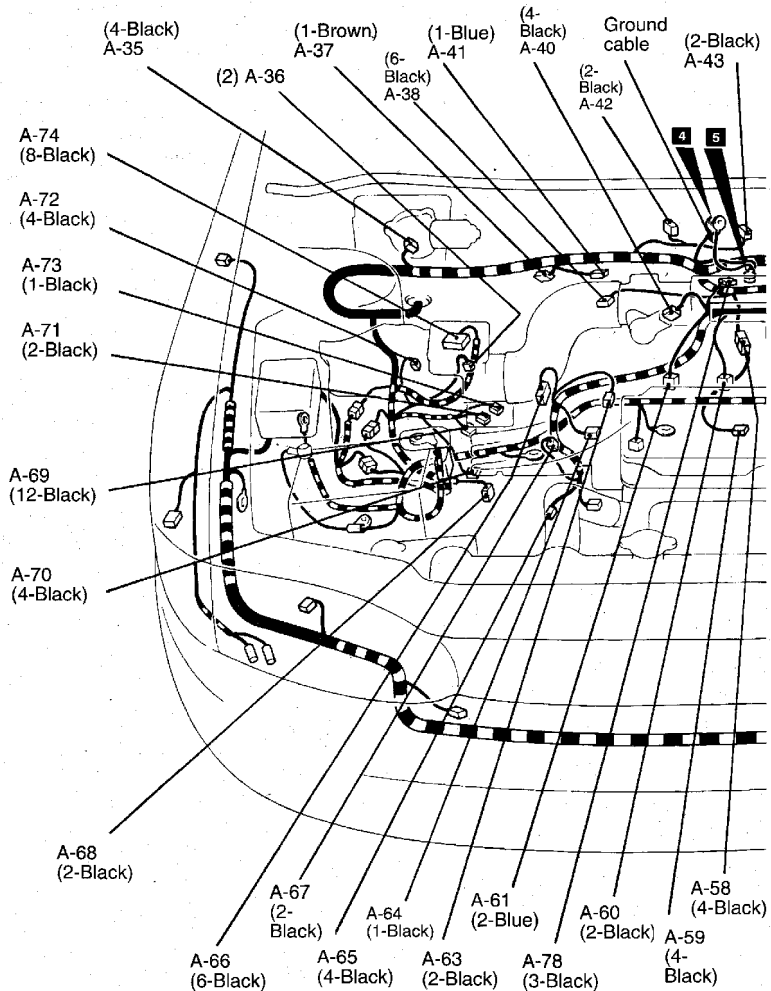 (4-Black)
A-35
(1-Brown)
A-37
(1-Blue)
A-41
(4-
Black)
A-40
Ground
cable
(2-Black)
A-43
(2) A-36
(6-
Black)
A-38
(2-
Black)
A-42
4
5
A-74
(8-Black)
A-72
(4-Black)
A-73
(1-Black)
A-71
(2-Black)
A-69
(12-Black)
A-70
(4-Black)
A-68
(2-Black)
A-67
(2-
Black)
A-66
(6-Black)
A-65
(4-Black)
A-64
(1-Black)
A-63
(2-Black)
A-61
(2-Blue)
A-78
(3-Black)
A-60
(2-Black)
A-59
(4-
Black)
A-58
(4-Black)